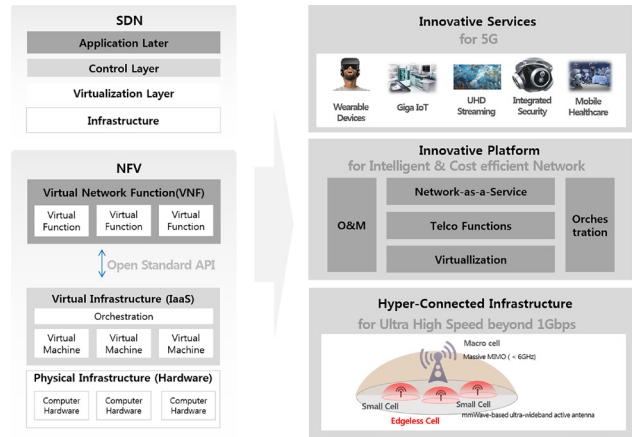 SDN
Application Later
Control Layer
Virtualization Layer
Infrastructure
NFV
Virtual Network Function(VNF)
Virtual Function
Virtual Function
Virtual Function
Open Standard API
Virtual Infrastructure (IaaS)
Orchestration
Virtual Machine
Virtual Machine
Virtual Machine
Physical Infrastructure (Hardware)
Computer Hardware
Computer Hardware
Computer Hardware
Innovative Services
for 5G
Wearable Devices
Giga IoT
UHD Streaming
Integrated Security
Mobile Healthcare
Innovative Platform
for Intelligent & Cost efficient Network
O&M
Network-as-a-Service
Telco Functions
Virtuallization
Orches
tration
Hyper-Connected Infrastructure
for Ultra High Speed beyond 1Gbps
Macro cell
Massive MIMO ( < 6GHz)
Small Cell
Small Cell
Edgeless Cell
mmWave-based ultra-wideband active antenna